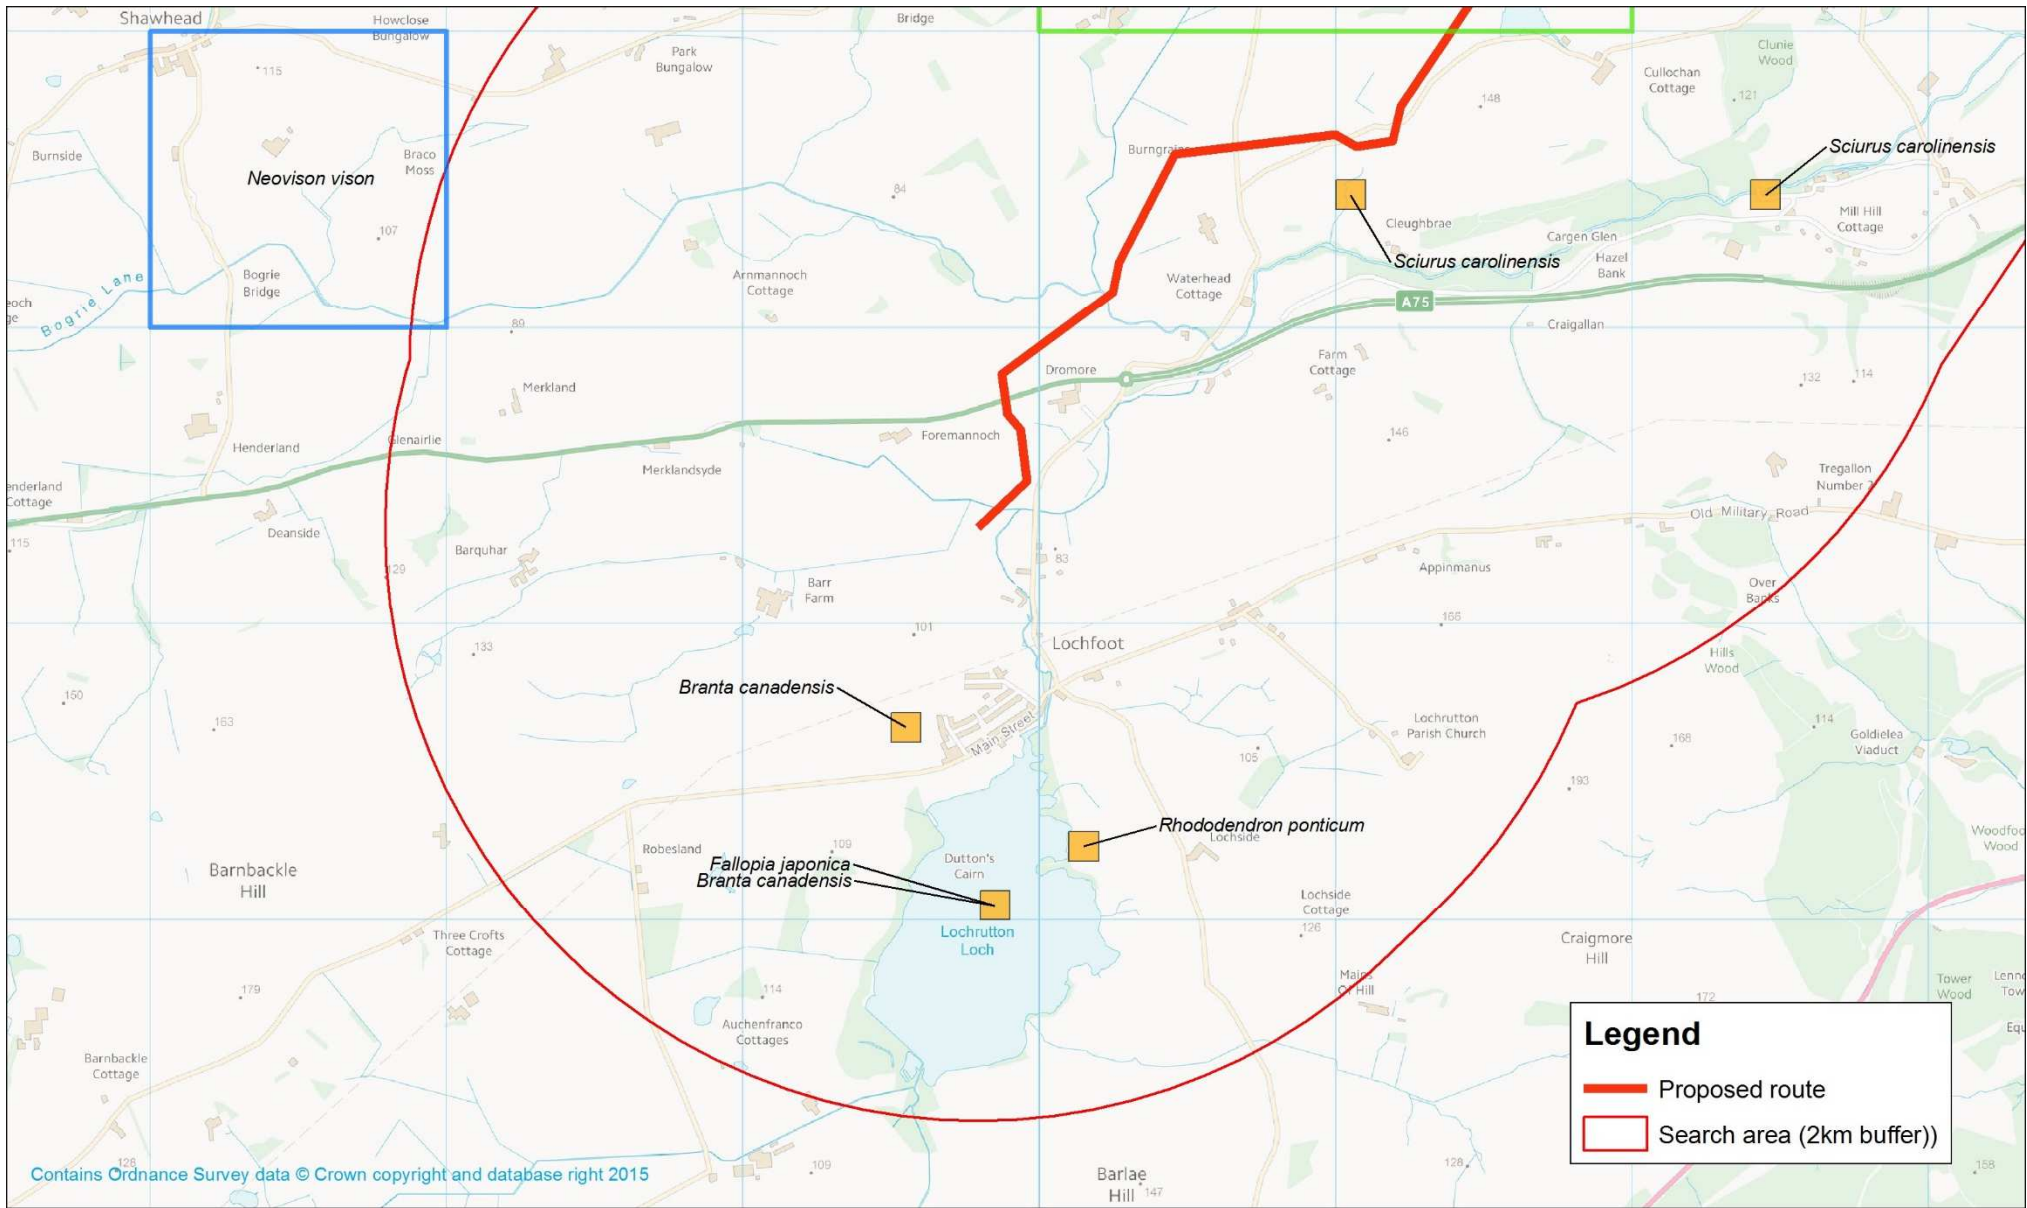 Shawhead
Howclose
Bungalow
Bridge
Clunie
Wood
115
Park
Bungalow
Cullochan
Cottage
148
121
Burnside
Braco
Moss
Neovison vison
Sciurus carolinensis
84
Cleughbrae
Mill Hill
Cottage
107
Cargen Glen
Sciurus carolinensis
Hazel
Bank
Bogrie
Bridge
Arnmannoch
Cottage
Waterhead
Cottage
A75
Bogrie Lane
89
Craigallan
Farm
Cottage
Dromore
132
114
Merkland
146
Foremannoch
Glenairlie
Henderland
Merklandsyde
Tregallon
Cottage
Old Military Road
Deanside
115
Barquhar
83
Appinmanus
129
Barr
Farm
Over
Banks
101
166
Lochfoot
133
Hills
Wood
Branta canadensis
150
163
Main Street
Lochrutton
Parish Church
114
168
Goldielea
Viaduct
105
193
Rhododendron ponticum
Lochside
Robesland
109
Fallopia japonica
Branta canadensis
Dutton's
Cairn
Barnbackle
Hill
Wood
Lochside
Cottage
126
Lochrutton
Loch
Three Crofts
Cottage
Craigmore
Hill
Mains
Of Hill
Tower
Wood
179
114
172
Auchenfranco
Cottages
Barnbackle
Cottage
Legend
Proposed route
Search area (2km buffer))
128
109
Barlae
Hill
147
128
158
Contains Ordnance Survey data © Crown copyright and database right 2015